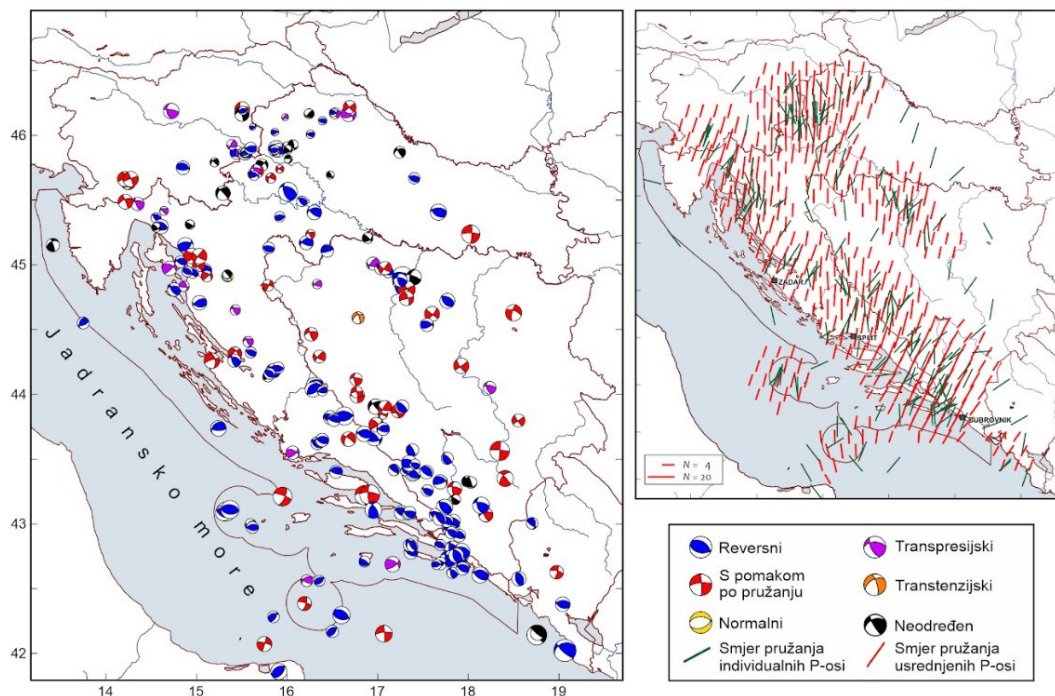 46
45
44
43
42
14
15
16
17
18
19
Jadransko more
ZADAR
SPLIT
DUBROVNIK
N = 4
N = 20
Reversni
S pomakom
po pružanju
Normalni
Smjer pružanja
individualnih P-osi
Transpresijski
Transtenzijski
Neodređen
Smjer pružanja
usrednjenih P-osi